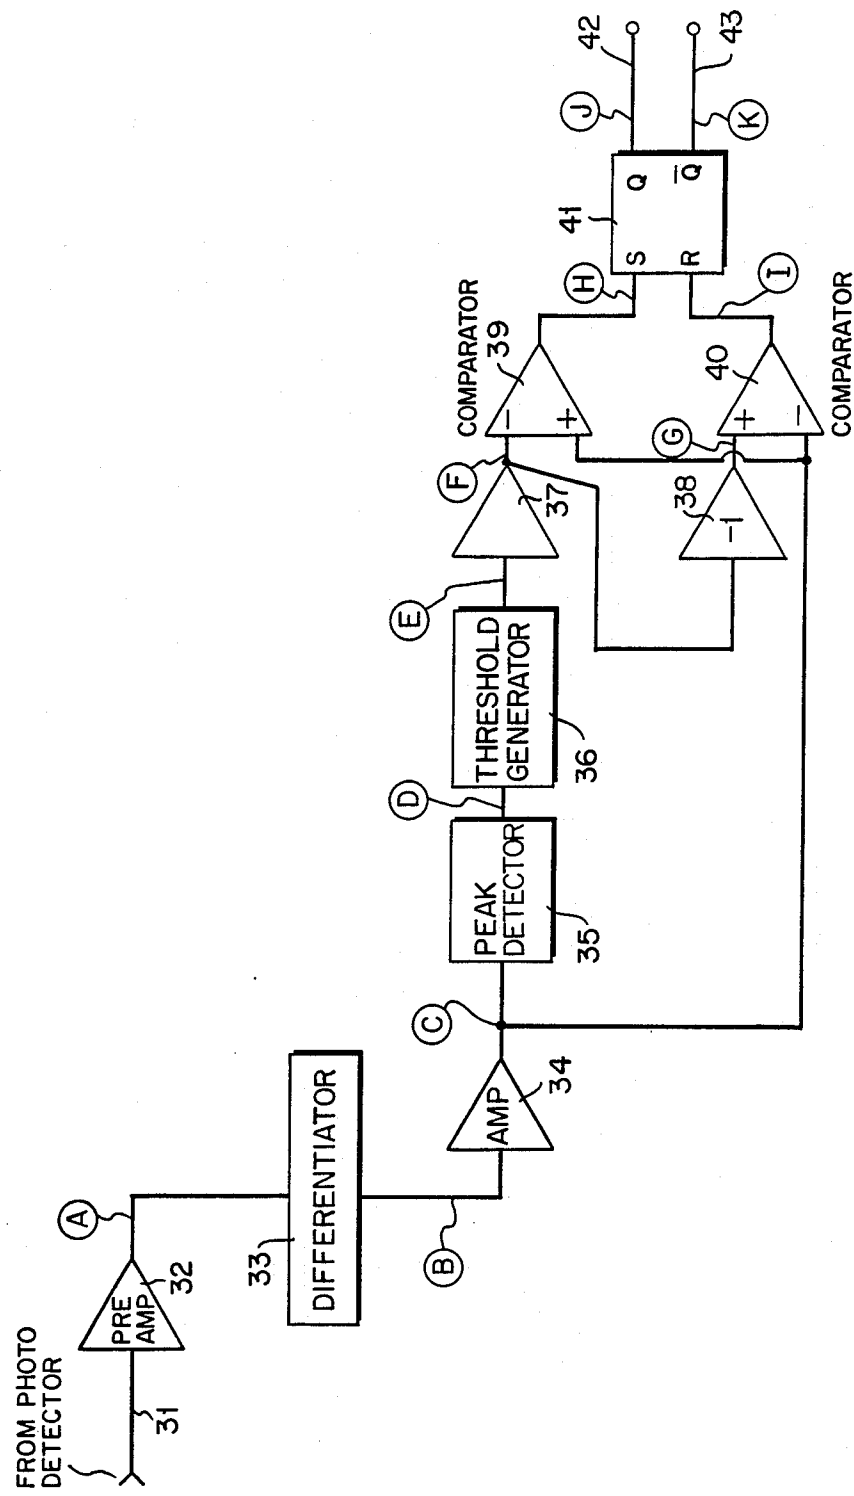 FROM PHOTO
DETECTOR
31
PRE
AMP
32
A
33
DIFFERENTIATOR
B
AMP
34
C
PEAK
DETECTOR
35
D
THRESHOLD
GENERATOR
36
E
37
F
-1
38
G
COMPARATOR
-
+
39
H
+
-
40
COMPARATOR
I
41
S
R
Q
Q̅
J
42
K
43